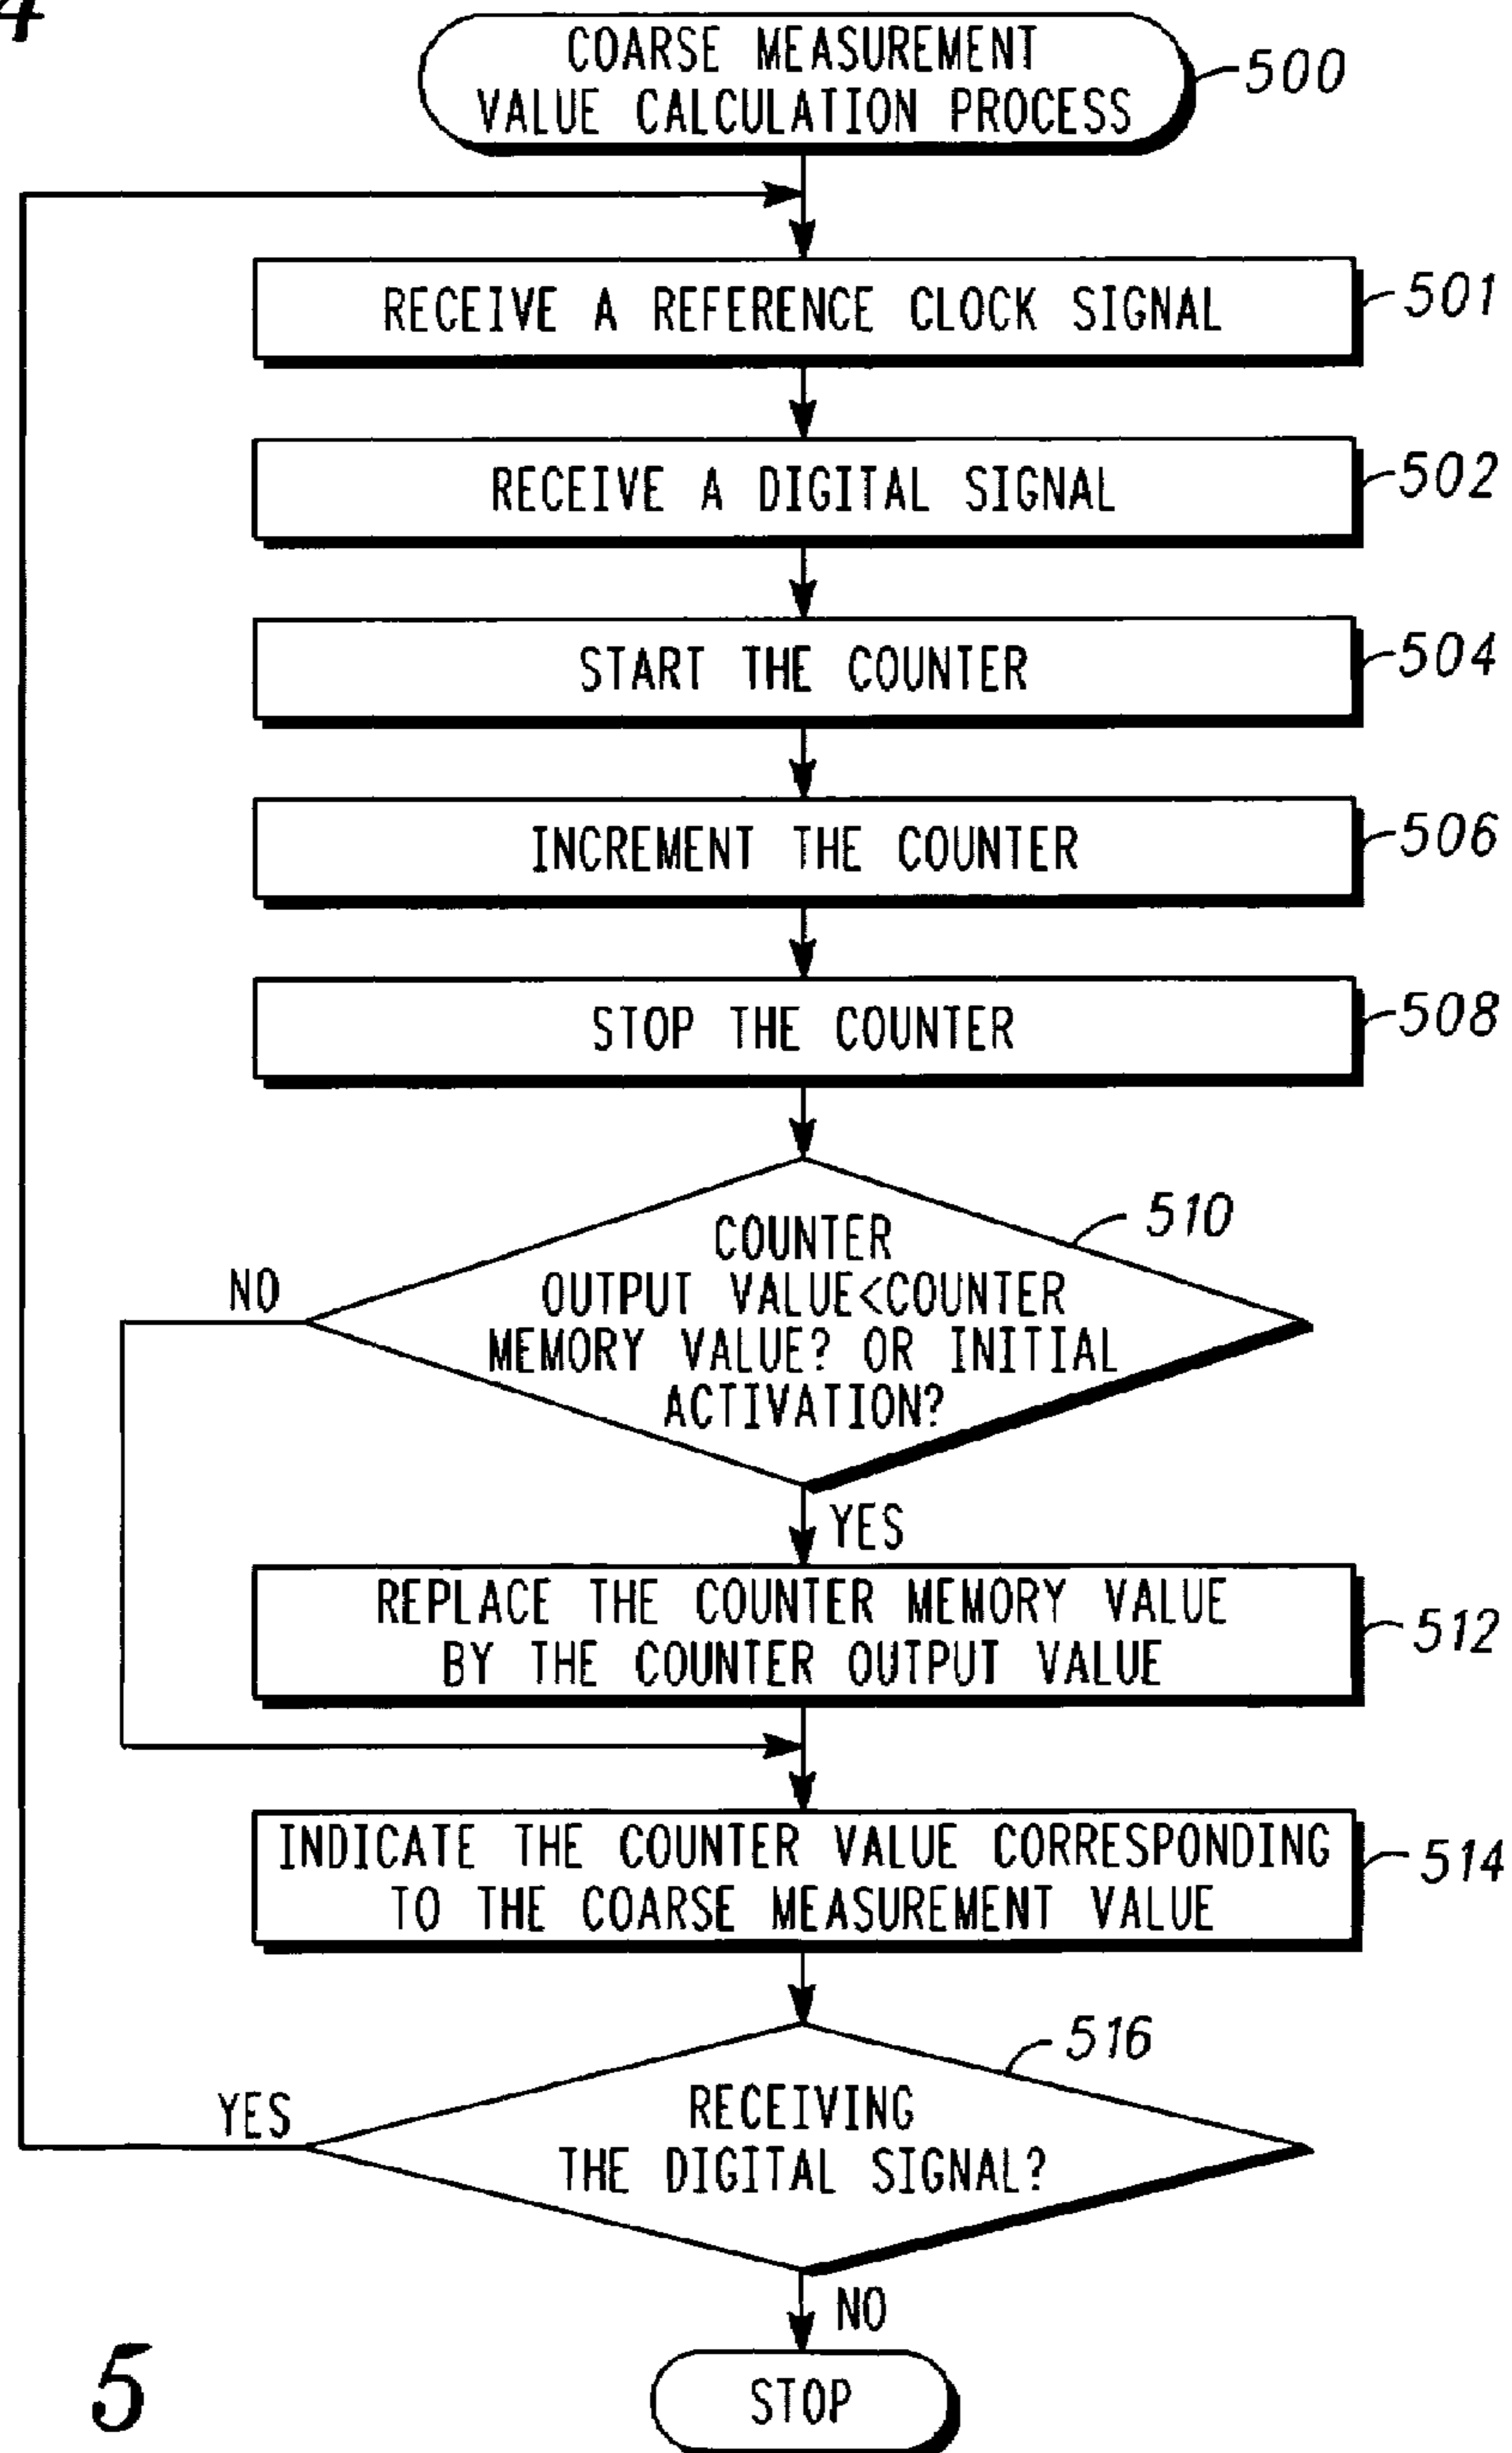 4
COARSE MEASUREMENT
VALUE CALCULATION PROCESS
500
RECEIVE A REFERENCE CLOCK SIGNAL
501
RECEIVE A DIGITAL SIGNAL
502
START THE COUNTER
504
INCREMENT THE COUNTER
506
STOP THE COUNTER
508
510
COUNTER
OUTPUT VALUE<COUNTER
MEMORY VALUE? OR INITIAL
ACTIVATION?
NO
YES
REPLACE THE COUNTER MEMORY VALUE
BY THE COUNTER OUTPUT VALUE
512
INDICATE THE COUNTER VALUE CORRESPONDING
TO THE COARSE MEASUREMENT VALUE
514
516
RECEIVING
THE DIGITAL SIGNAL?
YES
NO
STOP
5